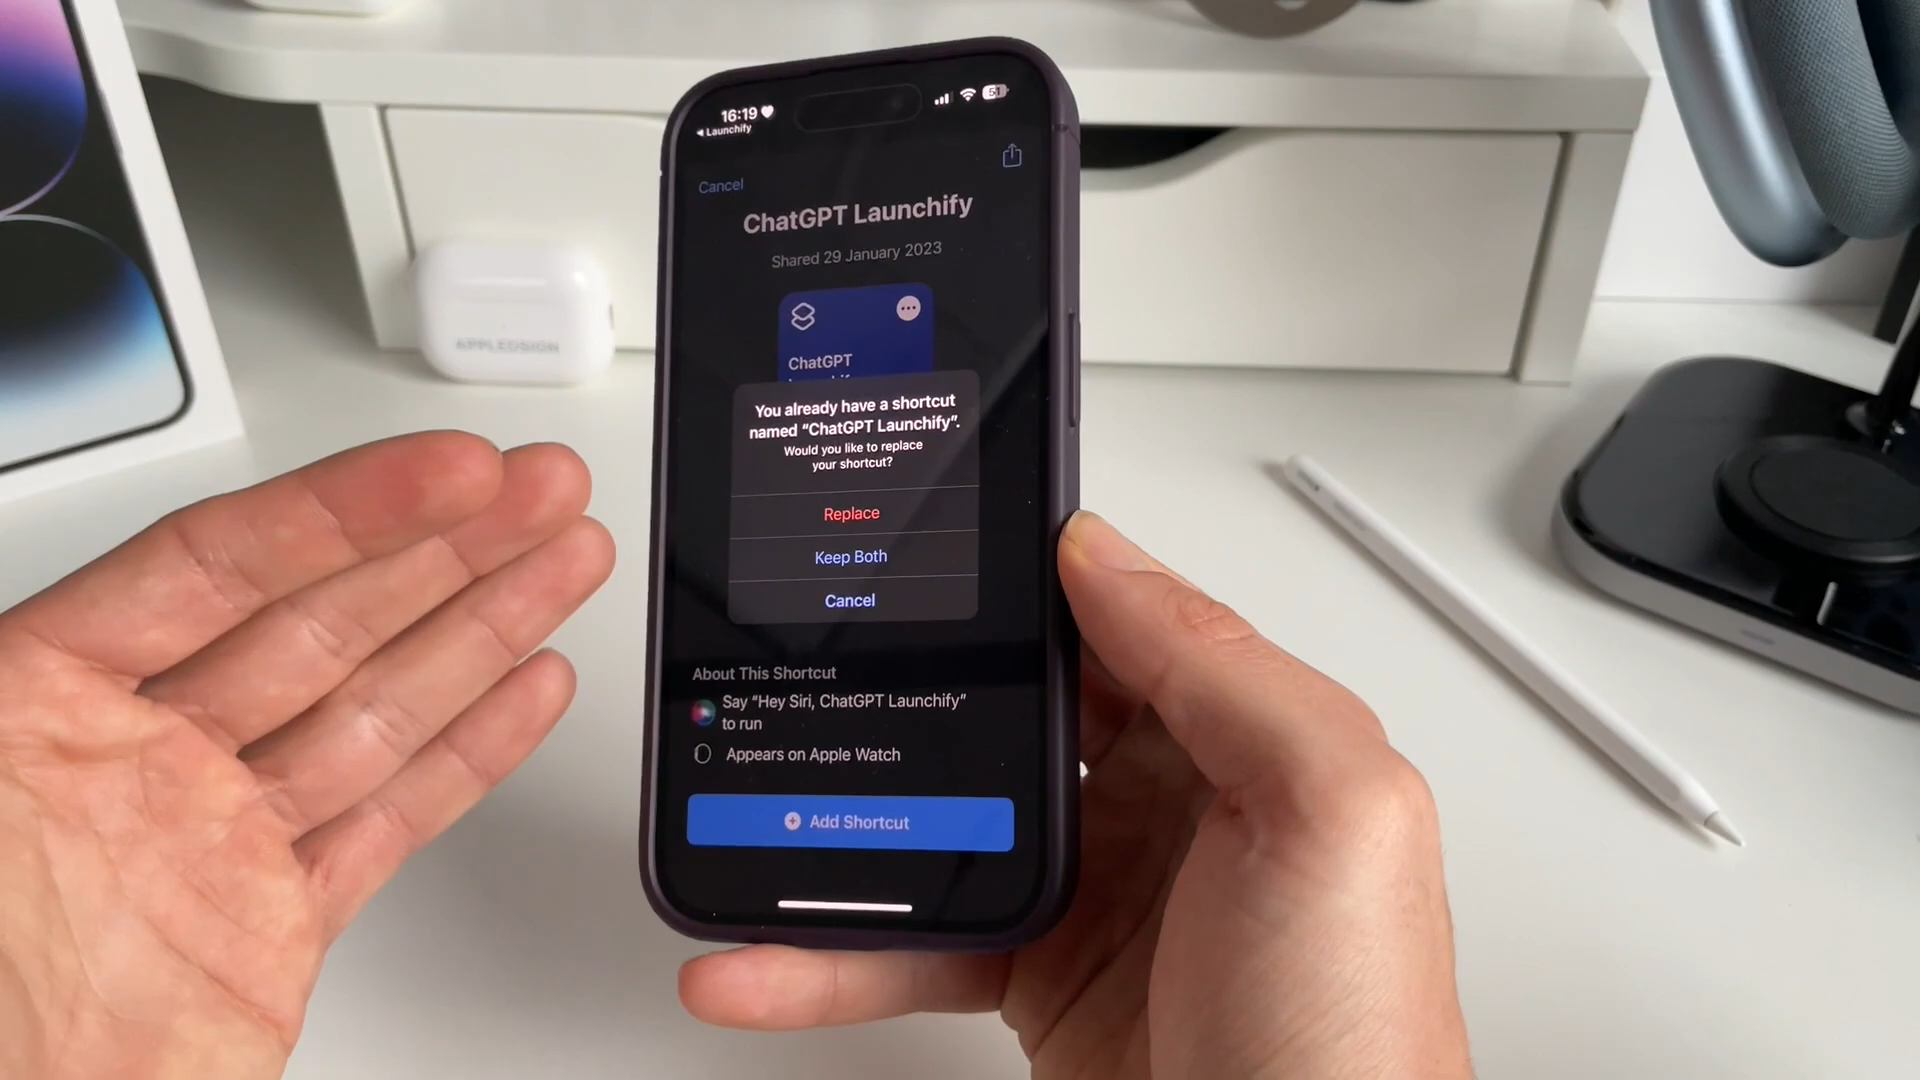 16:19
Launchify
51
Cancel
ChatGPT Launchify
Shared 29 January 2023
ChatGPT
You already have a shortcut
named “ChatGPT Launchify”.
Would you like to replace
your shortcut?
Replace
Keep Both
Cancel
About This Shortcut
Say “Hey Siri, ChatGPT Launchify”
to run
Appears on Apple Watch
Add Shortcut
APPLEDSIGN